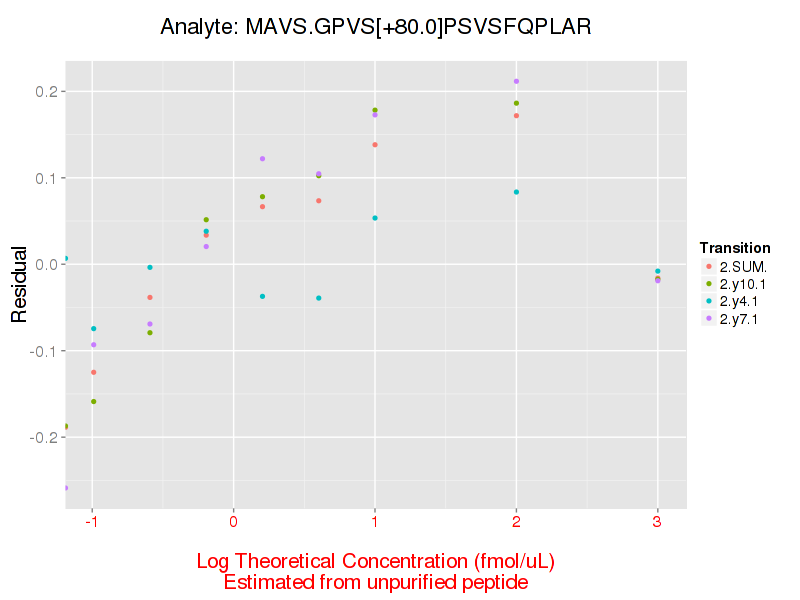 Analyte: MAVS.GPVS[+80.0]PSVSFQPLAR
Residual
0.2
0.1
0.0
-0.1
-0.2
-1 0 1 2 3
Log Theoretical Concentration (fmol/uL)
Estimated from unpurified peptide
Transition
2.SUM.
2.y10.1
2.y4.1
2.y7.1